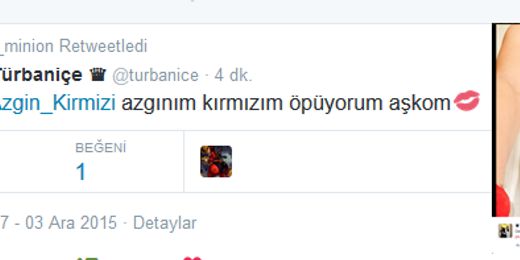 _minion Retweetledi
Türbaniçe ♛ @turbanice · 4 dk.
Azgin_Kirmizi azgınım kırmızım öpüyorum aşkom💋
BEĞENİ
1
7 - 03 Ara 2015 · Detaylar